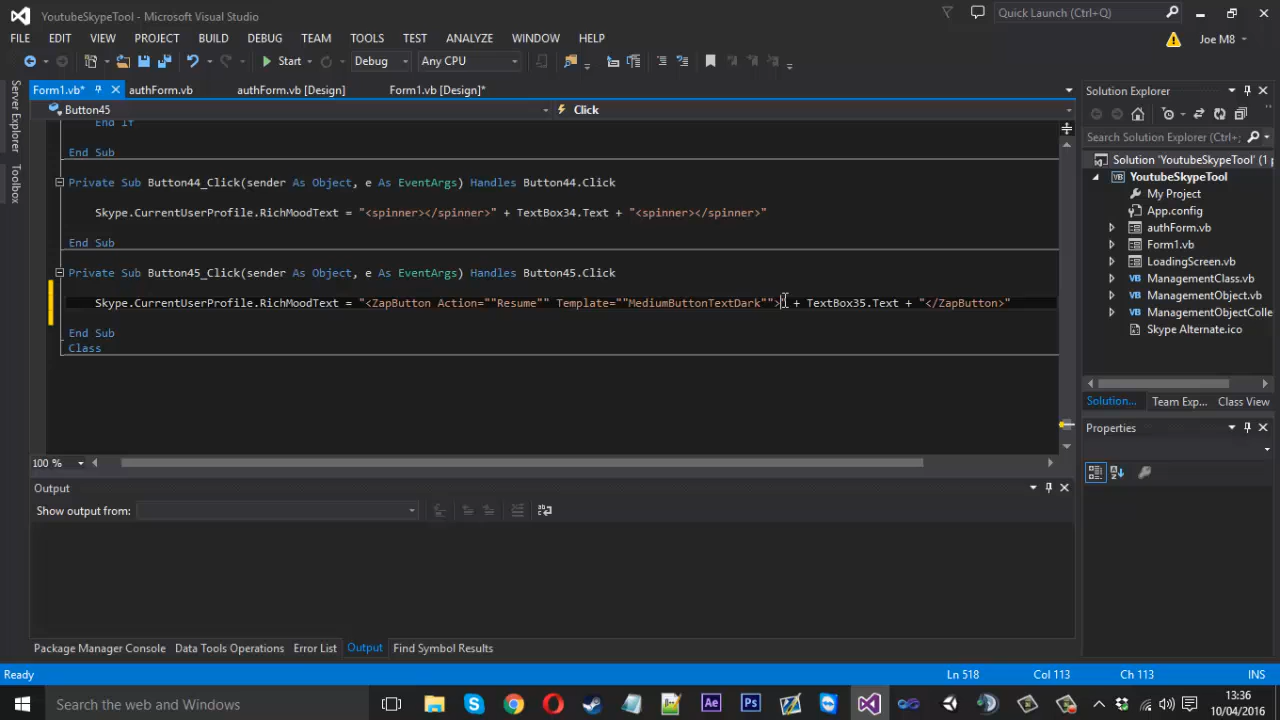 YoutubeSkypeTool - Microsoft Visual Studio
Quick Launch (Ctrl+Q)
FILE EDIT VIEW PROJECT BUILD DEBUG TEAM TOOLS TEST ANALYZE WINDOW HELP
Joe M8
Start Debug Any CPU
Form1.vb* authForm.vb authForm.vb [Design] Form1.vb [Design]*
Button45 Click
End If
End Sub
Private Sub Button44_Click(sender As Object, e As EventArgs) Handles Button44.Click
Skype.CurrentUserProfile.RichMoodText = "<spinner></spinner>" + TextBox34.Text + "<spinner></spinner>"
End Sub
Private Sub Button45_Click(sender As Object, e As EventArgs) Handles Button45.Click
Skype.CurrentUserProfile.RichMoodText = "<ZapButton Action=""Resume"" Template=""MediumButtonTextDark"">" + TextBox35.Text + "</ZapButton>"
End Sub
Class
100 %
Server Explorer
Toolbox
Solution Explorer
Search Solution Explorer (Ctrl+;
Solution 'YoutubeSkypeTool' (1 p
YoutubeSkypeTool
My Project
App.config
authForm.vb
Form1.vb
LoadingScreen.vb
ManagementClass.vb
ManagementObject.vb
ManagementObjectColle
Skype Alternate.ico
Solution... Team Exp... Class View
Properties
Output
Show output from:
Package Manager Console Data Tools Operations Error List Output Find Symbol Results
Ready Ln 518 Col 113 Ch 113 INS
Search the web and Windows
Ae
Ps
13:36
10/04/2016